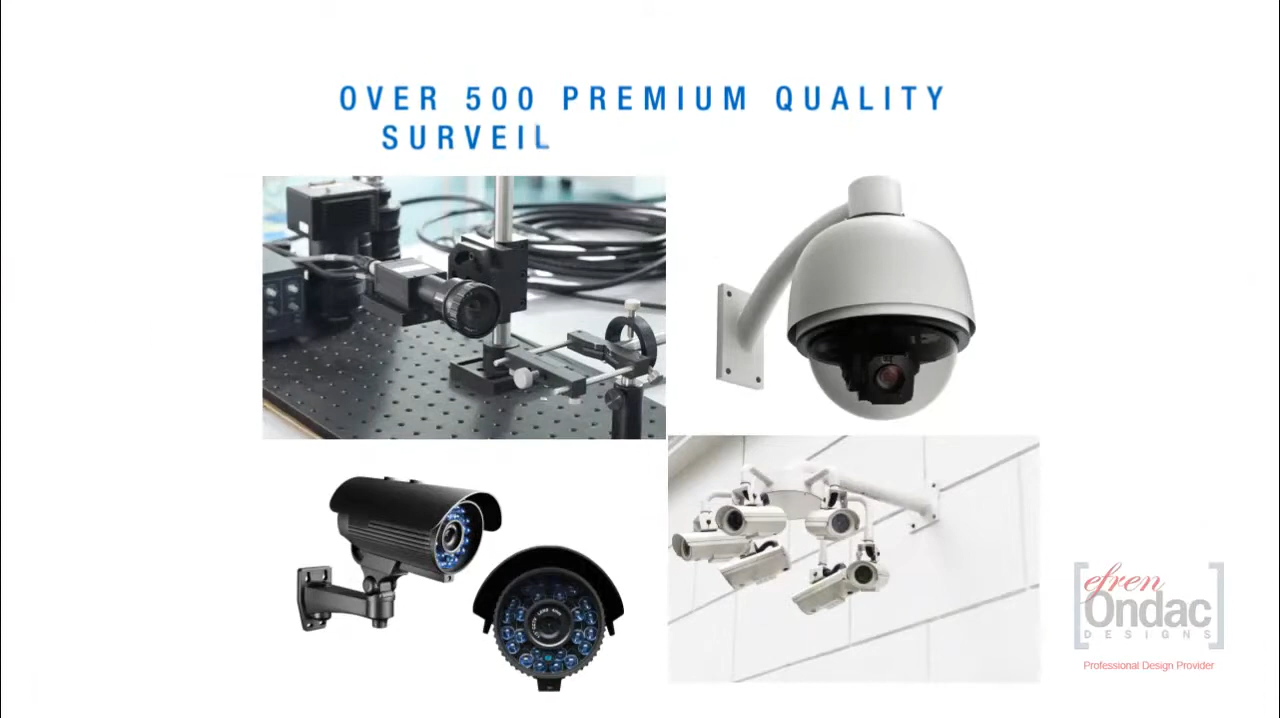 OVER 500 PREMIUM QUALITY
SURVEIL
efren
Ondac
DESIGNS
Professional Design Provider